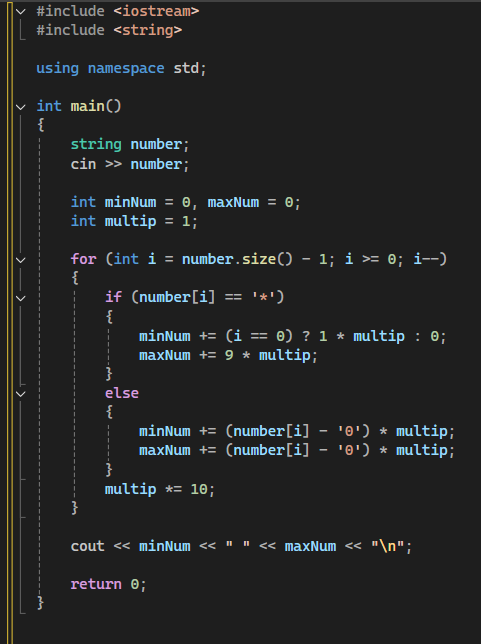 #include <iostream>
#include <string>
using namespace std;
int main()
{
string number;
cin >> number;
int minNum = 0, maxNum = 0;
int multip = 1;
for (int i = number.size() - 1; i >= 0; i--)
{
if (number[i] == '*')
{
minNum += (i == 0) ? 1 * multip : 0;
maxNum += 9 * multip;
}
else
{
minNum += (number[i] - '0') * multip;
maxNum += (number[i] - '0') * multip;
}
multip *= 10;
}
cout << minNum << " " << maxNum << "\n";
return 0;
}